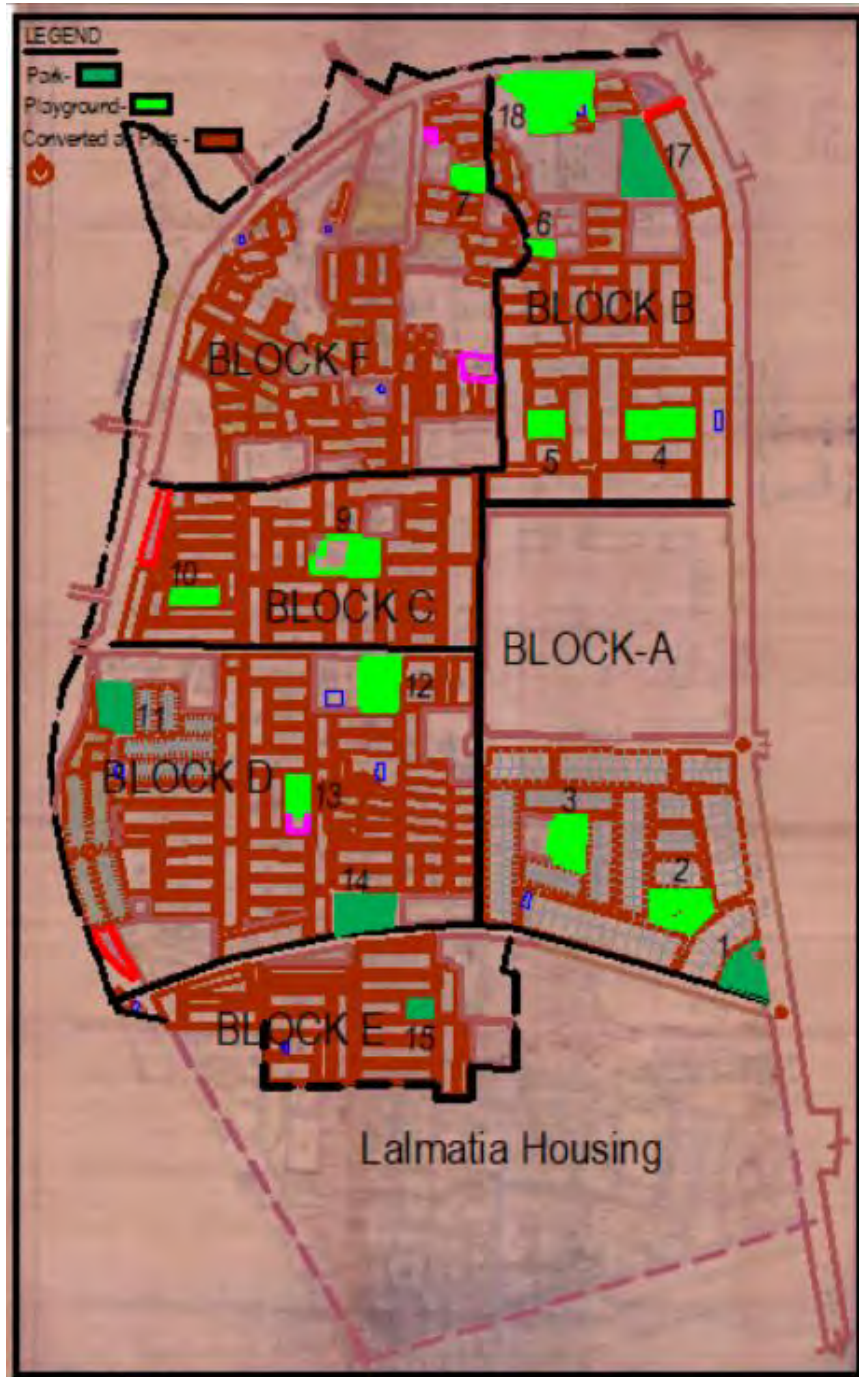 LEGEND
Park-
Playground-
Converted as Plots -
18
17
7
6
BLOCK B
BLOCK F
5
4
9
10
BLOCK C
BLOCK-A
12
11
BLOCK D
13
3
14
2
1
BLOCK E
15
Lalmatia Housing